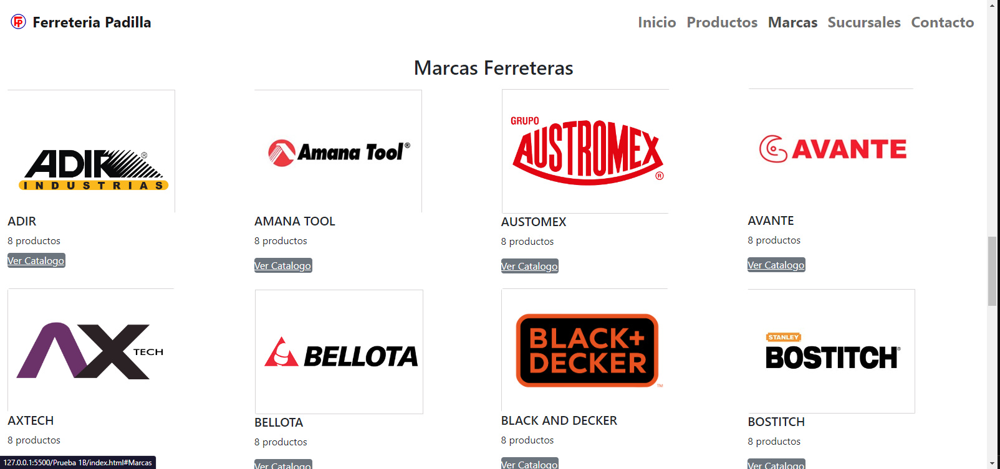 FP Ferreteria Padilla Inicio Productos Marcas Sucursales Contacto
Marcas Ferreteras
ADIR®
INDUSTRIAS
Amana Tool®
GRUPO
AUSTROMEX®
AVANTE
ADIR
8 productos
Ver Catalogo
AMANA TOOL
8 productos
Ver Catalogo
AUSTOMEX
8 productos
Ver Catalogo
AVANTE
8 productos
Ver Catalogo
AX TECH
BELLOTA
BLACK+
DECKER™
STANLEY
BOSTITCH®
AXTECH
8 productos
BELLOTA
8 productos
Ver Catalogo
BLACK AND DECKER
8 productos
Ver Catalogo
BOSTITCH
8 productos
Ver Catalogo
127.0.0.1:5500/Prueba 1B/index.html#Marcas